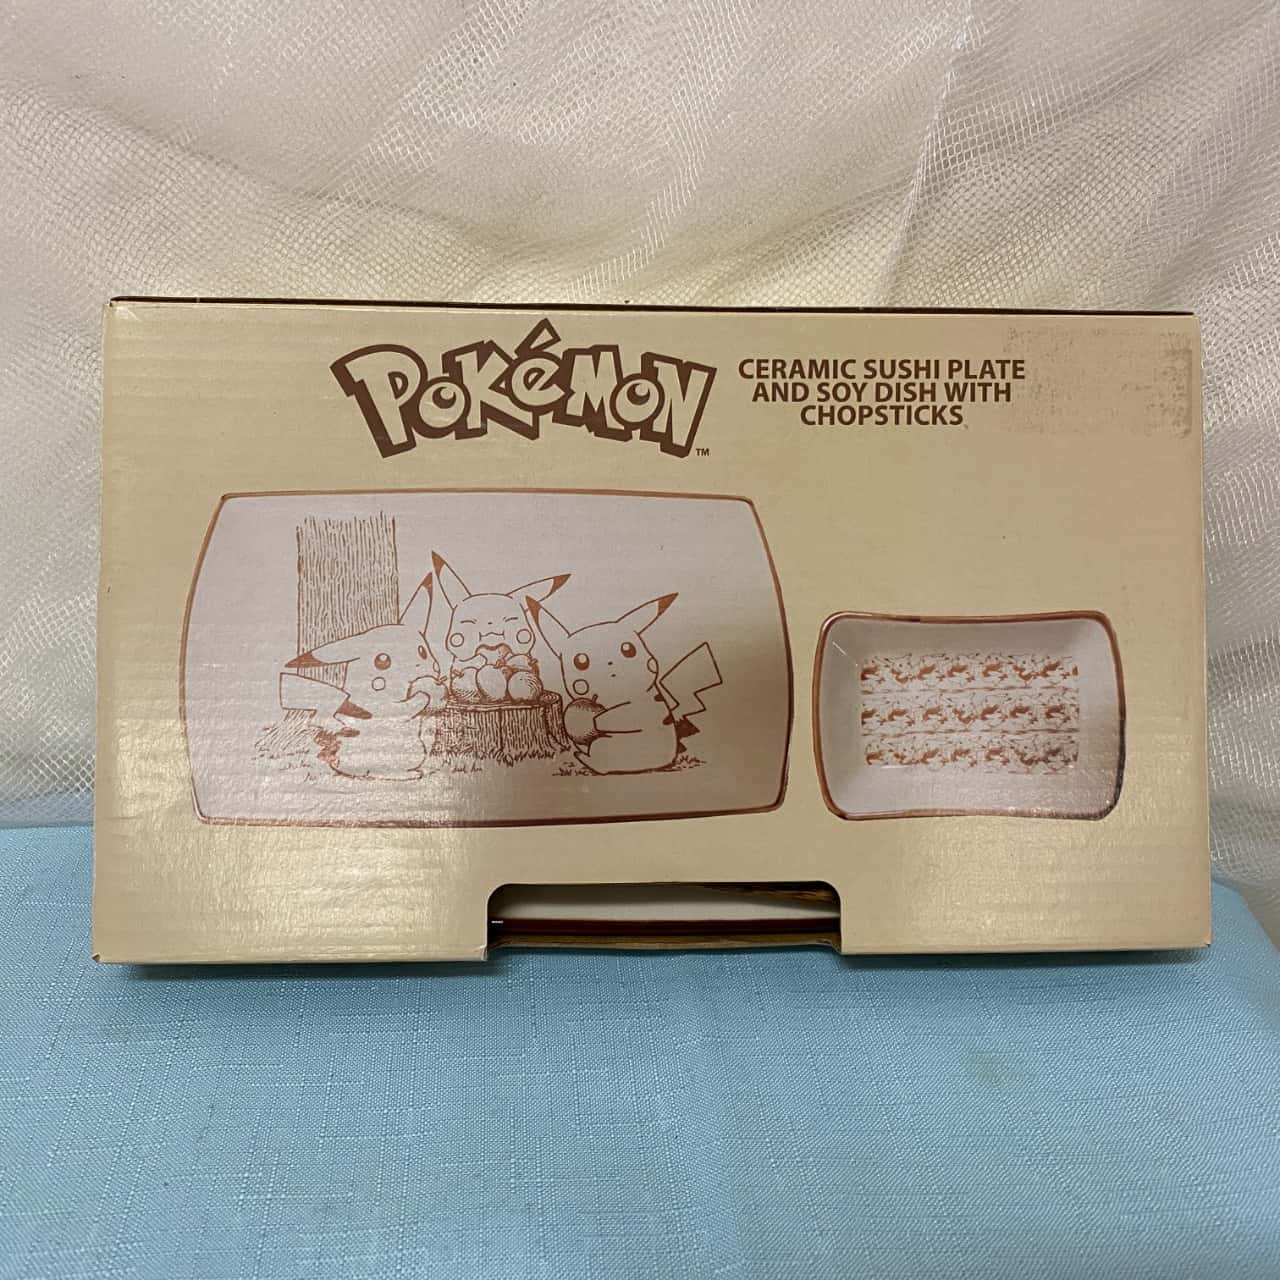 POKéMON
TM
CERAMIC SUSHI PLATE
AND SOY DISH WITH
CHOPSTICKS